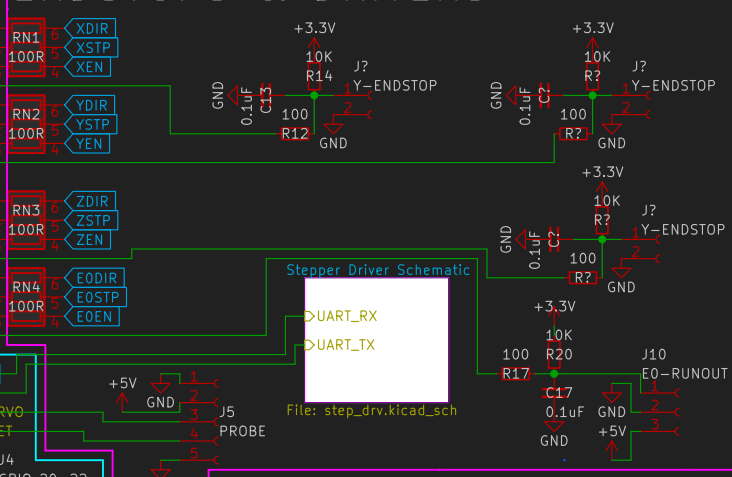 RN1
100R
6
5
4
XDIR
XSTP
XEN
RN2
100R
6
5
4
YDIR
YSTP
YEN
RN3
100R
6
5
4
ZDIR
ZSTP
ZEN
RN4
100R
6
5
4
E0DIR
E0STP
E0EN
+3.3V
10K
R14
GND
0.1uF
C13
100
R12
J?
Y-ENDSTOP
1
2
GND
+3.3V
10K
R?
GND
0.1uF
C?
100
R?
J?
Y-ENDSTOP
1
2
GND
+3.3V
10K
R?
GND
0.1uF
C?
100
R?
J?
Y-ENDSTOP
1
2
GND
Stepper Driver Schematic
UART_RX
UART_TX
File: step_drv.kicad_sch
+5V
GND
1
2
3
4
5
J5
PROBE
+3.3V
10K
R20
100
R17
C17
0.1uF
GND
J10
E0-RUNOUT
1
2
3
GND
+5V
RVO
ET
J4